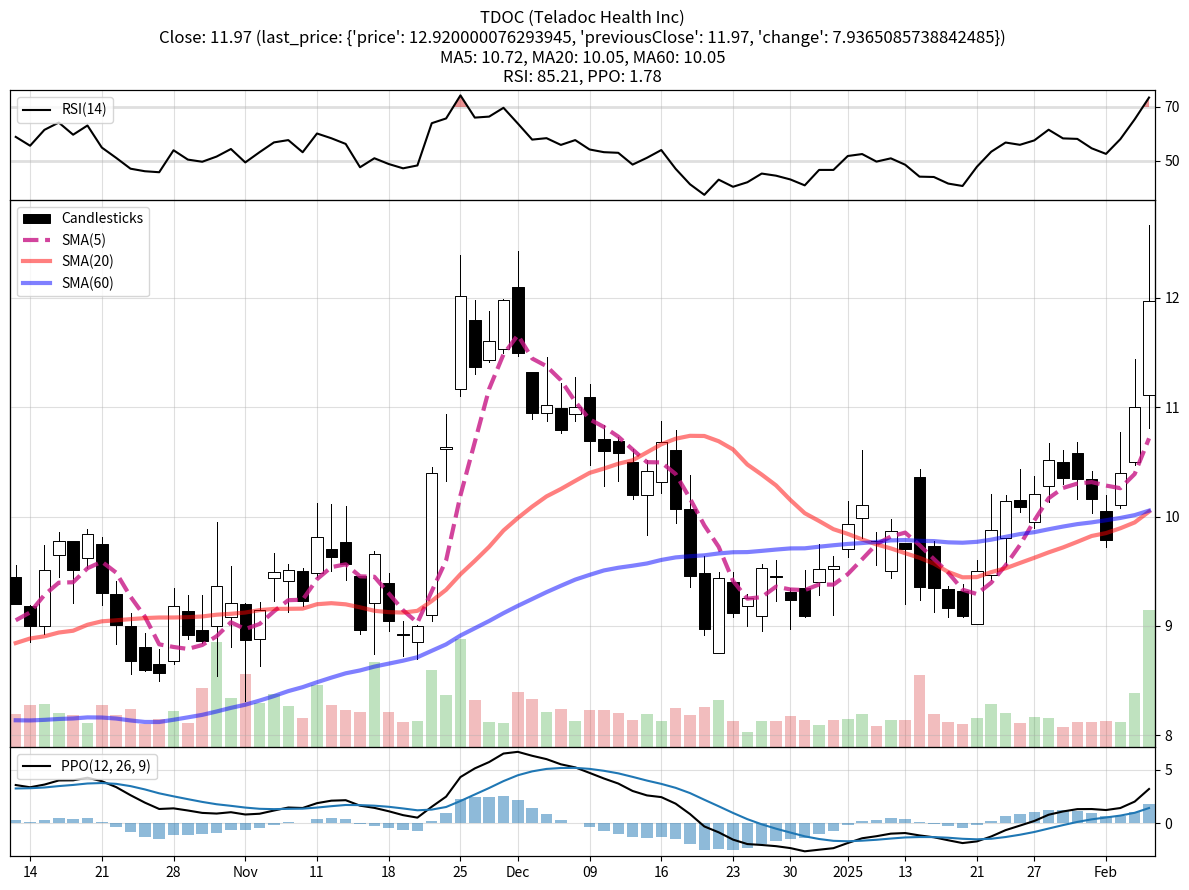 TDOC (Teladoc Health Inc)
Close: 11.97 (last_price: {'price': 12.920000076293945, 'previousClose': 11.97, 'change': 7.9365085738842485})
MA5: 10.72, MA20: 10.05, MA60: 10.05
RSI: 85.21, PPO: 1.78
RSI(14)
70
50
Candlesticks
SMA(5)
SMA(20)
SMA(60)
12
11
10
9
8
PPO(12, 26, 9)
5
0
14 21 28 Nov 11 18 25 Dec 09 16 23 30 2025 13 21 27 Feb